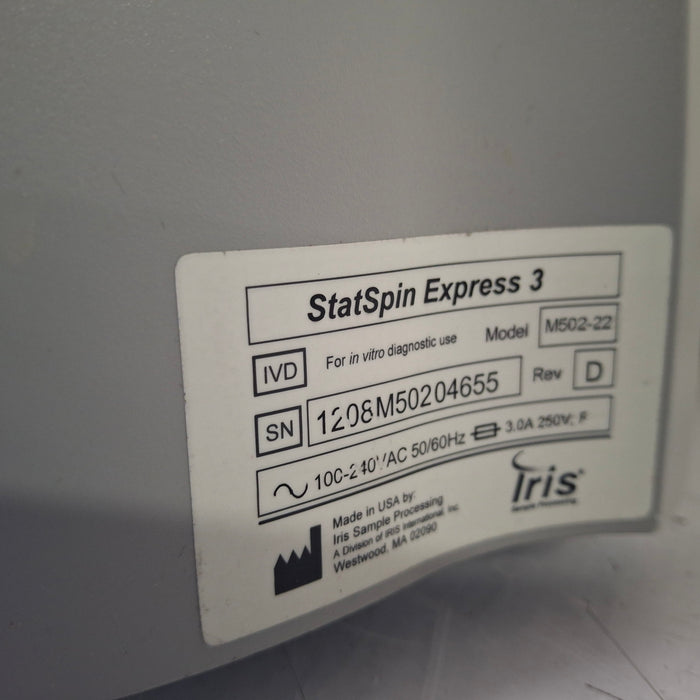 StatSpin Express 3
IVD For in vitro diagnostic use Model M502-22
SN 1208M50204655 Rev D
100-240VAC 50/60Hz 3.0A 250V, F
Made in USA by:
Iris Sample Processing
A Division of IRIS International, Inc.
Westwood, MA 02090
Iris
Sample Processing